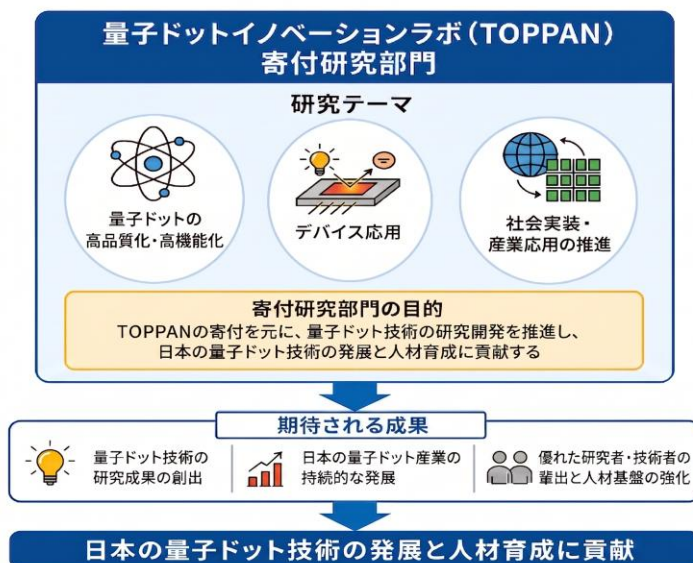 量子ドットイノベーションラボ(TOPPAN)
寄付研究部門
研究テーマ
量子ドットの
高品質化・高機能化
デバイス応用
社会実装・
産業応用の推進
寄付研究部門の目的
TOPPANの寄付を元に、量子ドット技術の研究開発を推進し、
日本の量子ドット技術の発展と人材育成に貢献する
期待される成果
量子ドット技術の
研究成果の創出
日本の量子ドット産業の
持続的な発展
優れた研究者・技術者の
輩出と人材基盤の強化
日本の量子ドット技術の発展と人材育成に貢献